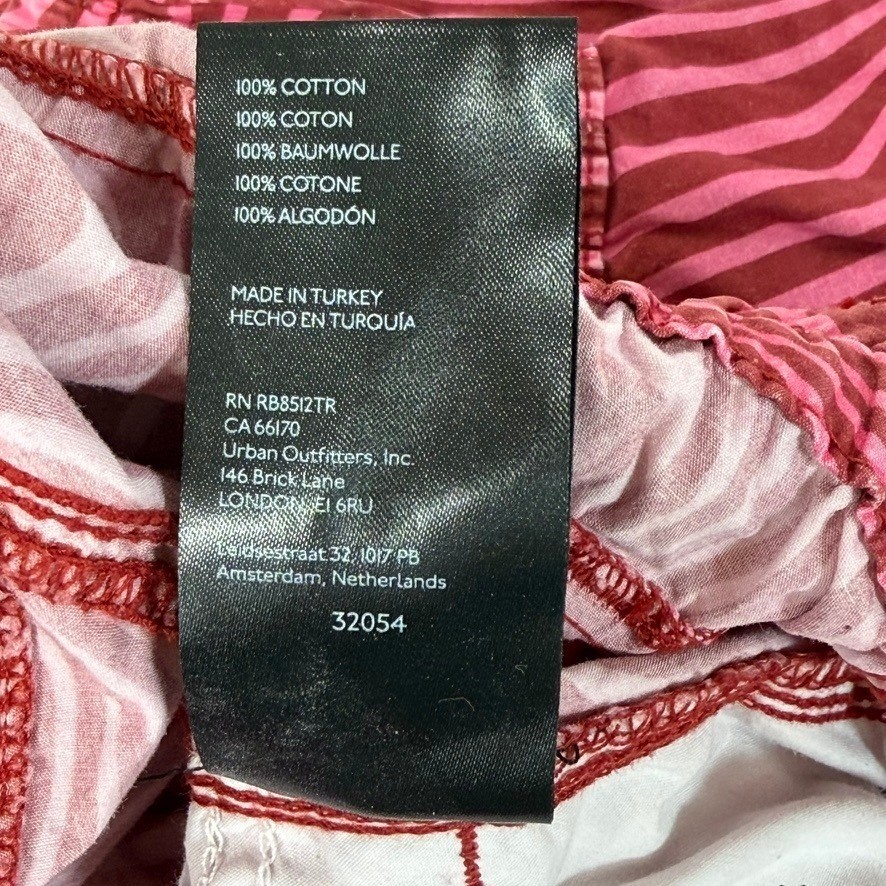 100% COTTON
100% COTON
100% BAUMWOLLE
100% COTONE
100% ALGODÓN
MADE IN TURKEY
HECHO EN TURQUÍA
RN RB8512TR
CA 66170
Urban Outfitters, Inc.
146 Brick Lane
LONDON, E1 6RU
Leidsestraat 32, 1017 PB
Amsterdam, Netherlands
32054